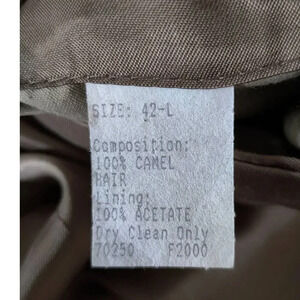 SIZE: 42-L
Composition:
100% CAMEL
HAIR
Lining:
100% ACETATE
Dry Clean Only
70250 F2000